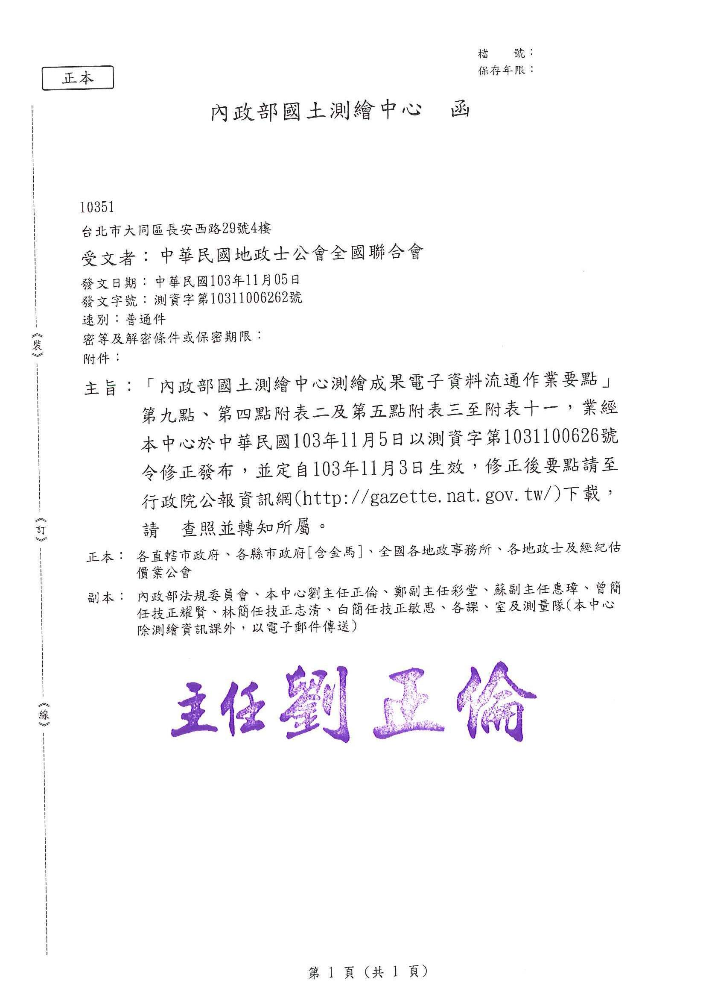 檔　　號：
保存年限：
正本
內政部國土測繪中心　函
10351
台北市大同區長安西路29號4樓
受文者：中華民國地政士公會全國聯合會
發文日期：中華民國103年11月05日
發文字號：測資字第10311006262號
速別：普通件
密等及解密條件或保密期限：
附件：
主旨：「內政部國土測繪中心測繪成果電子資料流通作業要點」
第九點、第四點附表二及第五點附表三至附表十一，業經
本中心於中華民國103年11月5日以測資字第1031100626號
令修正發布，並定自103年11月3日生效，修正後要點請至
行政院公報資訊網(http://gazette.nat.gov.tw/)下載，
請　查照並轉知所屬。
正本：各直轄市政府、各縣市政府[含金馬]、全國各地政事務所、各地政士及經紀估
價業公會
副本：內政部法規委員會、本中心劉主任正倫、鄭副主任彩堂、蘇副主任惠璋、曾簡
任技正耀賢、林簡任技正志清、白簡任技正敏思、各課、室及測量隊(本中心
除測繪資訊課外，以電子郵件傳送)
主任劉正倫
《裝》
《訂》
《線》
第 1 頁（共 1 頁）